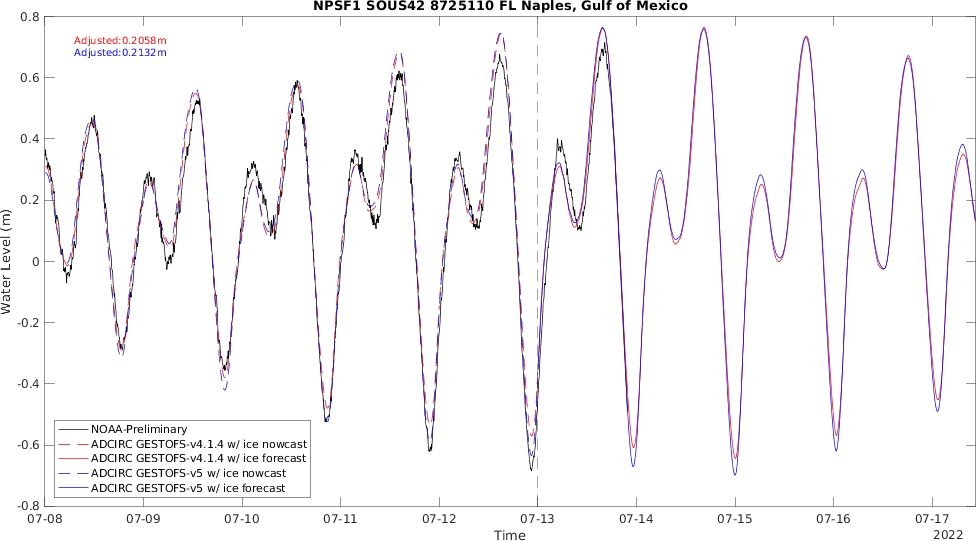 NPSF1 SOUS42 8725110 FL Naples, Gulf of Mexico
Adjusted:0.2058m
Adjusted:0.2132m
0.8
0.6
0.4
0.2
0
-0.2
-0.4
-0.6
-0.8
Water Level (m)
NOAA-Preliminary
ADCIRC GESTOFS-v4.1.4 w/ ice nowcast
ADCIRC GESTOFS-v4.1.4 w/ ice forecast
ADCIRC GESTOFS-v5 w/ ice nowcast
ADCIRC GESTOFS-v5 w/ ice forecast
07-08 07-09 07-10 07-11 07-12 07-13 07-14 07-15 07-16 07-17
Time
2022